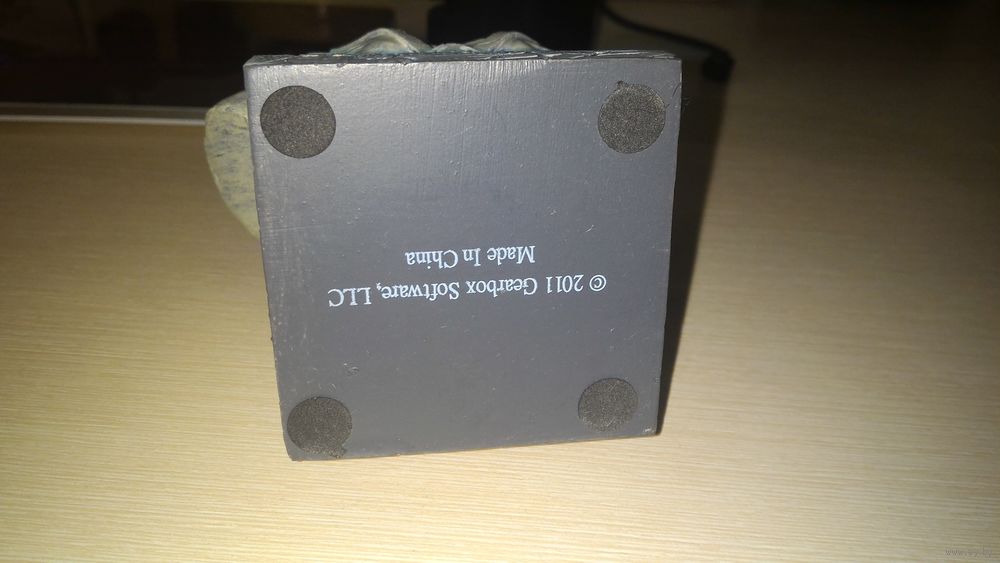 © 2011 Gearbox Software, LLC
Made In China